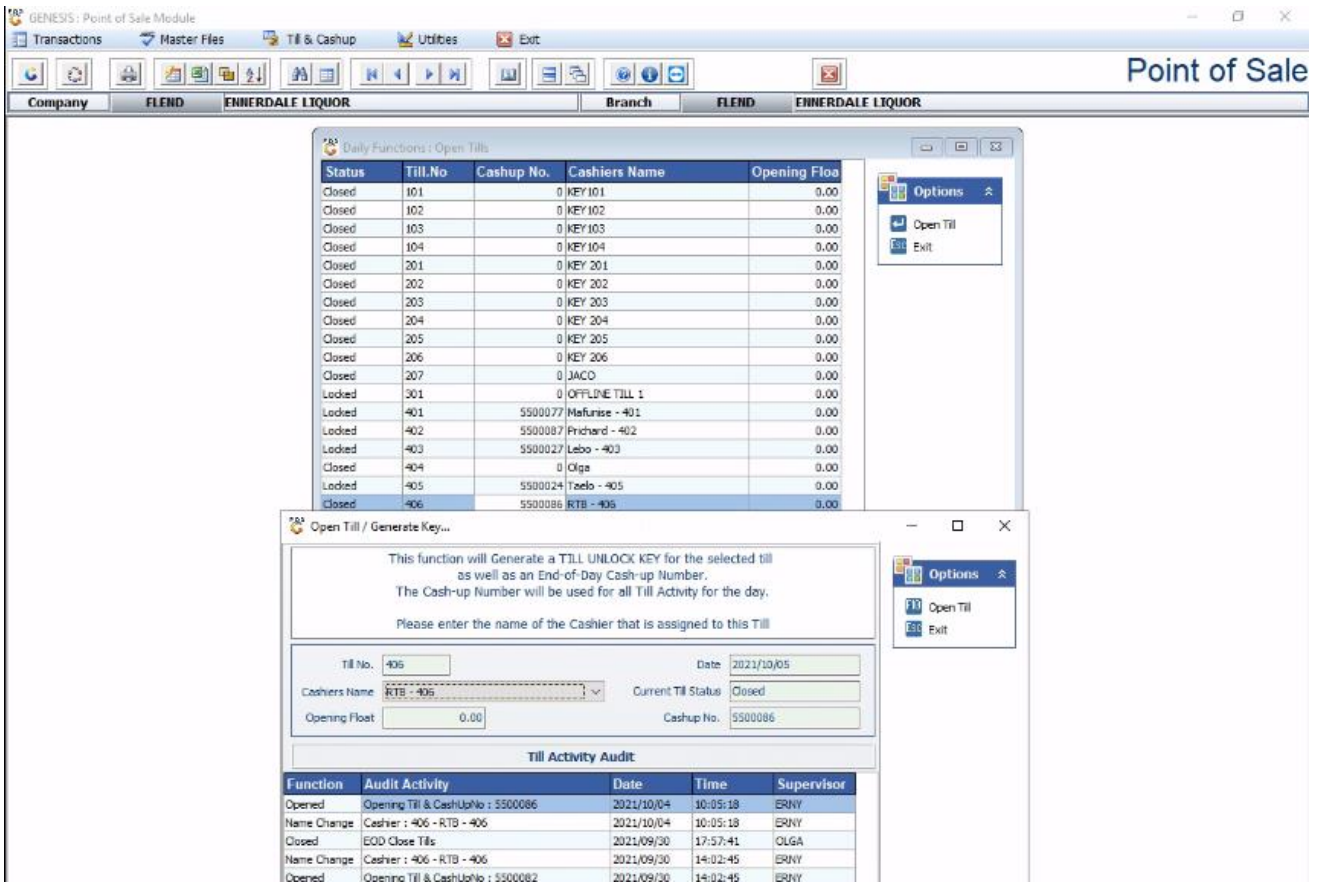 GENESIS : Point of Sale Module
Transactions Master Files Till & Cashup Utilities Exit
Point of Sale
Company FLEND ENNERDALE LIQUOR Branch FLEND ENNERDALE LIQUOR
Daily Functions : Open Tills
Status Till.No Cashup No. Cashiers Name Opening Floa
Closed 101 0 KEY101 0.00
Closed 102 0 KEY102 0.00
Closed 103 0 KEY103 0.00
Closed 104 0 KEY104 0.00
Closed 201 0 KEY 201 0.00
Closed 202 0 KEY 202 0.00
Closed 203 0 KEY 203 0.00
Closed 204 0 KEY 204 0.00
Closed 205 0 KEY 205 0.00
Closed 206 0 KEY 206 0.00
Closed 207 0 JACO 0.00
Locked 301 0 OFFLINE TILL 1 0.00
Locked 401 5500077 Mafunise - 401 0.00
Locked 402 5500087 Prichard - 402 0.00
Locked 403 5500027 Lebo - 403 0.00
Closed 404 0 Olga 0.00
Locked 405 5500024 Taelo - 405 0.00
Closed 406 5500086 RTB - 406 0.00
Options
Open Till
Esc Exit
Open Till / Generate Key...
This function will Generate a TILL UNLOCK KEY for the selected till
as well as an End-of-Day Cash-up Number.
The Cash-up Number will be used for all Till Activity for the day.
Please enter the name of the Cashier that is assigned to this Till
Options
F10 Open Till
Esc Exit
Till No. 406 Date 2021/10/05
Cashiers Name RTB - 406 Current Till Status Closed
Opening Float 0.00 Cashup No. 5500086
Till Activity Audit
Function Audit Activity Date Time Supervisor
Opened Opening Till & CashUpNo : 5500086 2021/10/04 10:05:18 ERNY
Name Change Cashier : 406 - RTB - 406 2021/10/04 10:05:18 ERNY
Closed EOD Close Tills 2021/09/30 17:57:41 OLGA
Name Change Cashier : 406 - RTB - 406 2021/09/30 14:02:45 ERNY
Opened Opening Till & CashUpNo : 5500082 2021/09/30 14:02:45 ERNY